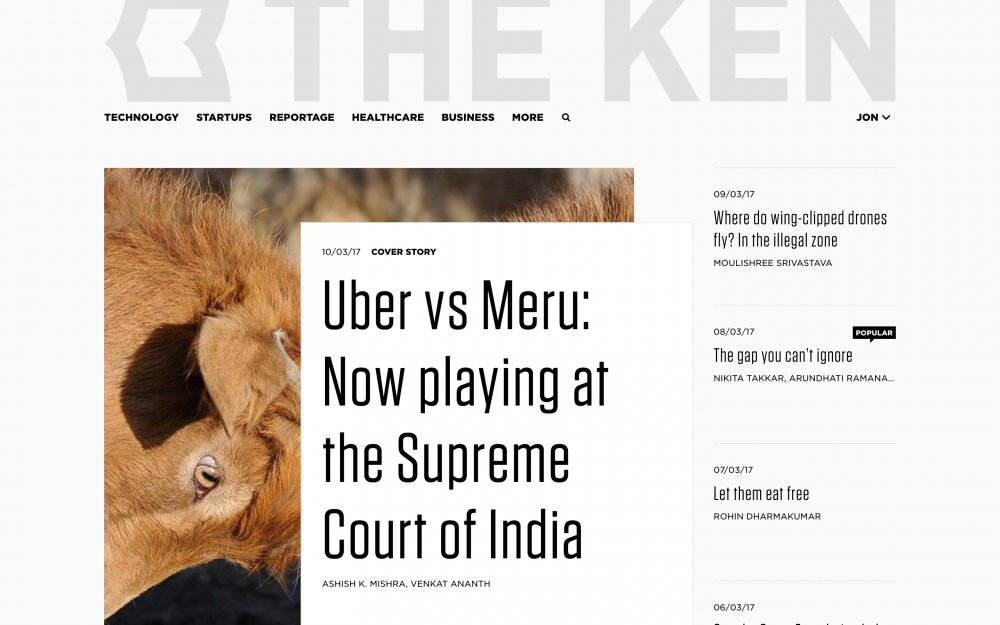 THE KEN
TECHNOLOGY STARTUPS REPORTAGE HEALTHCARE BUSINESS MORE JON
10/03/17 COVER STORY
Uber vs Meru:
Now playing at
the Supreme
Court of India
ASHISH K. MISHRA, VENKAT ANANTH
09/03/17
Where do wing-clipped drones
fly? In the illegal zone
MOULISHREE SRIVASTAVA
08/03/17 POPULAR
The gap you can't ignore
NIKITA TAKKAR, ARUNDHATI RAMANA...
07/03/17
Let them eat free
ROHIN DHARMAKUMAR
06/03/17